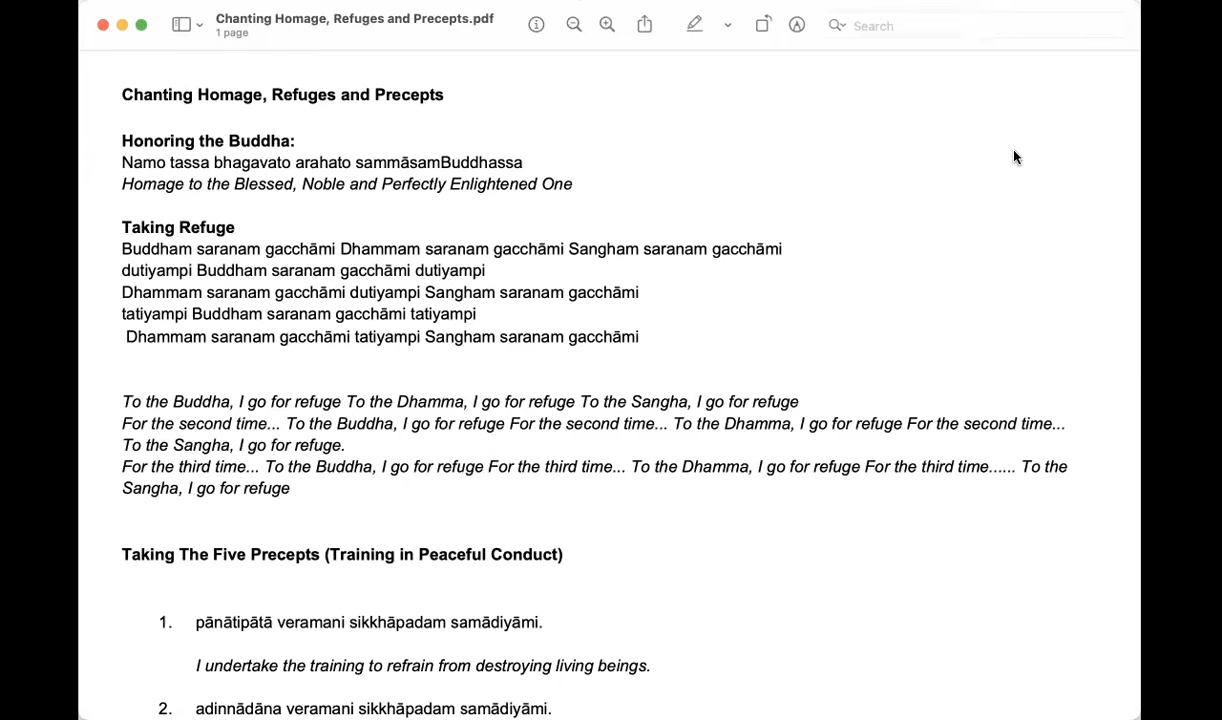 Chanting Homage, Refuges and Precepts.pdf
1 page
Search
Chanting Homage, Refuges and Precepts
Honoring the Buddha:
Namo tassa bhagavato arahato sammāsamBuddhassa
Homage to the Blessed, Noble and Perfectly Enlightened One
Taking Refuge
Buddham saranam gacchāmi Dhammam saranam gacchāmi Sangham saranam gacchāmi
dutiyampi Buddham saranam gacchāmi dutiyampi
Dhammam saranam gacchāmi dutiyampi Sangham saranam gacchāmi
tatiyampi Buddham saranam gacchāmi tatiyampi
Dhammam saranam gacchāmi tatiyampi Sangham saranam gacchāmi
To the Buddha, I go for refuge To the Dhamma, I go for refuge To the Sangha, I go for refuge
For the second time... To the Buddha, I go for refuge For the second time... To the Dhamma, I go for refuge For the second time...
To the Sangha, I go for refuge.
For the third time... To the Buddha, I go for refuge For the third time... To the Dhamma, I go for refuge For the third time...... To the
Sangha, I go for refuge
Taking The Five Precepts (Training in Peaceful Conduct)
1. pānātipātā veramani sikkhāpadam samādiyāmi.
I undertake the training to refrain from destroying living beings.
2. adinnādāna veramani sikkhāpadam samādiyāmi.